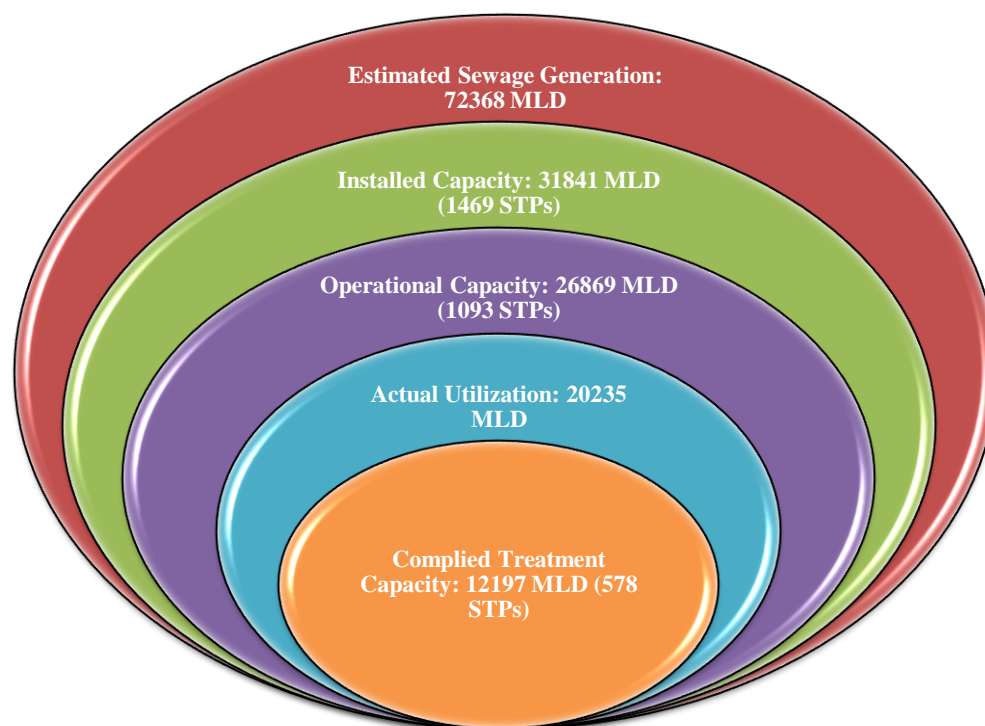 Estimated Sewage Generation:
72368 MLD
Installed Capacity: 31841 MLD
(1469 STPs)
Operational Capacity: 26869 MLD
(1093 STPs)
Actual Utilization: 20235
MLD
Complied Treatment
Capacity: 12197 MLD (578
STPs)